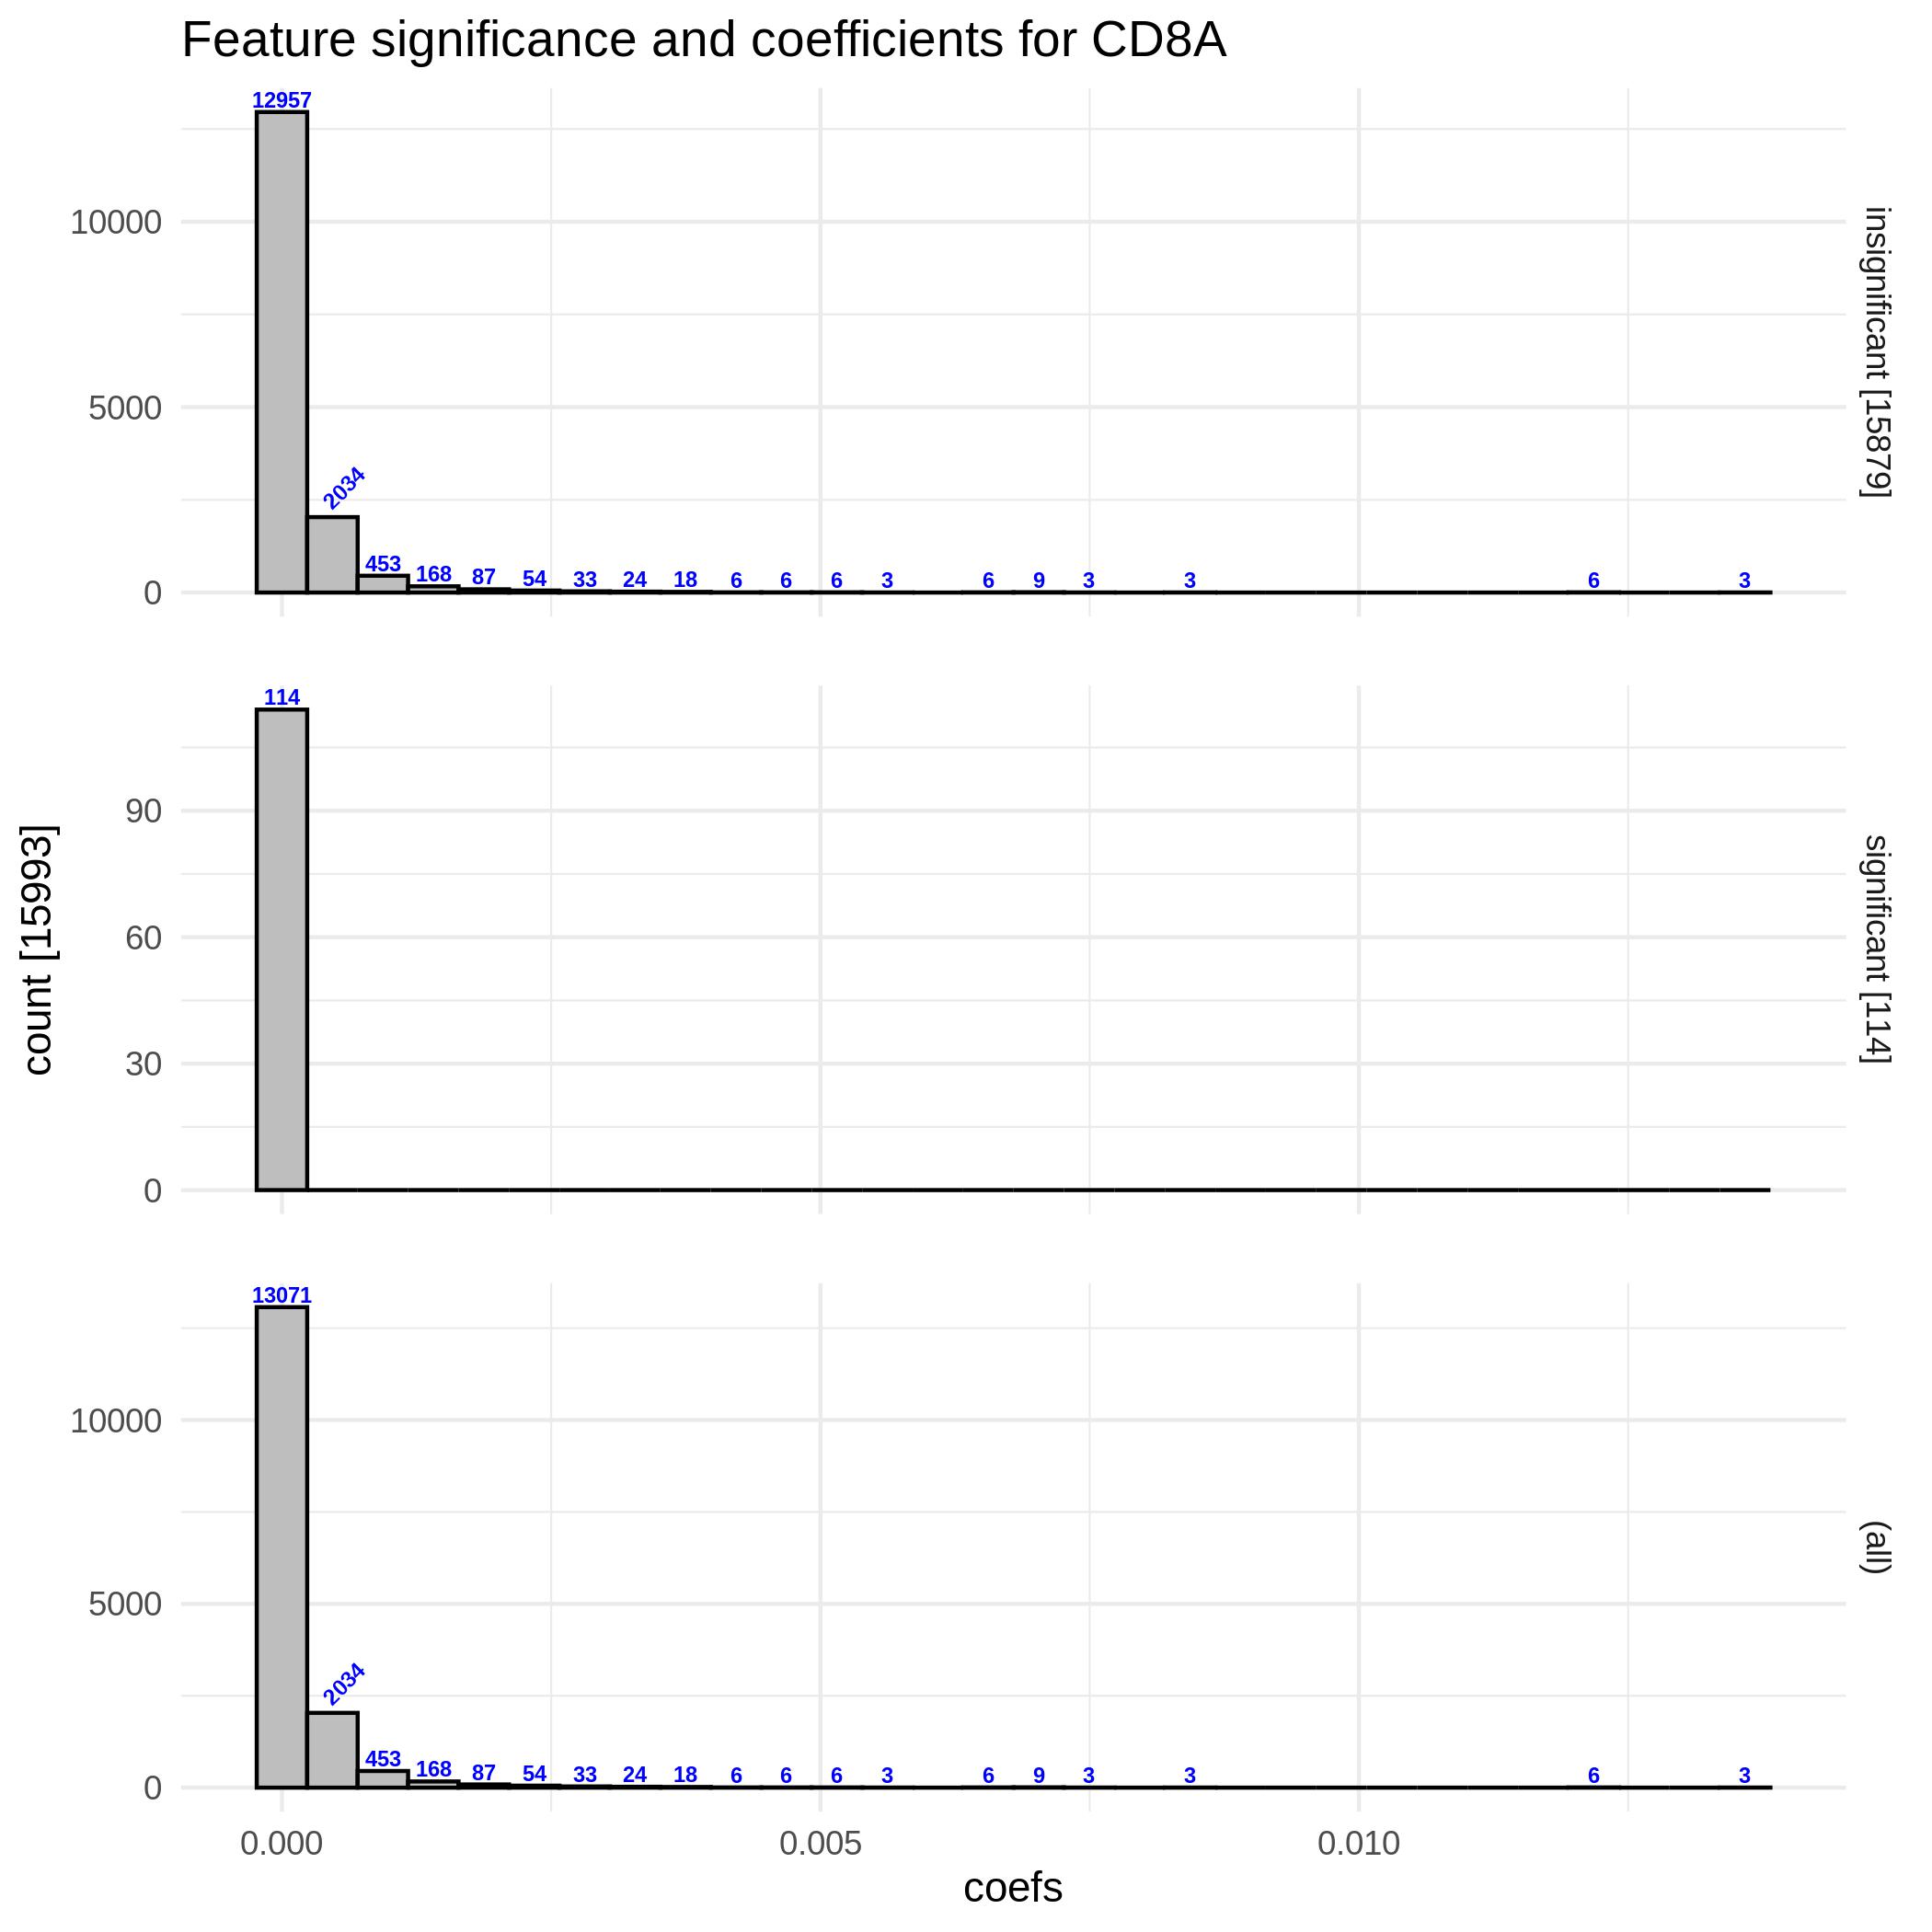 Feature significance and coefficients for CD8A
12957
10000
5000
0
2034
453 168 87 54 33 24 18 6 6 6 3 6 9 3 3 6 3
insignificant [15879]
count [15993]
114
90
60
30
0
significant [114]
13071
10000
5000
0
2034
453 168 87 54 33 24 18 6 6 6 3 6 9 3 3 6 3
(all)
0.000 0.005 0.010
coefs